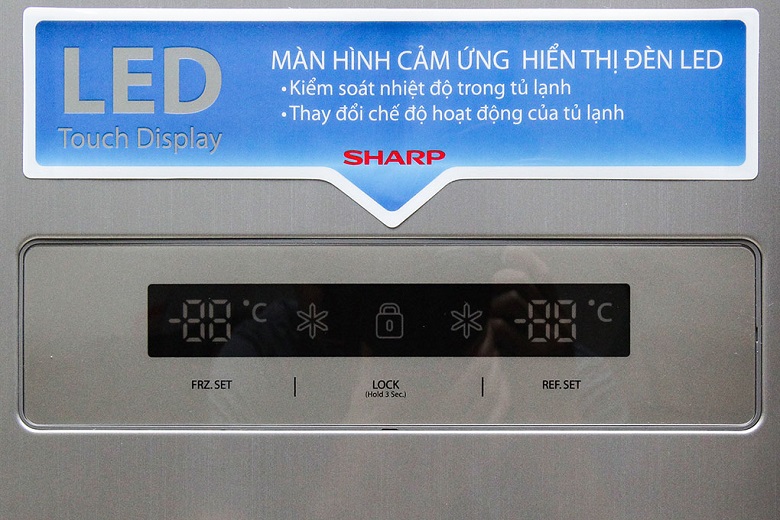 LED
Touch Display
MÀN HÌNH CẢM ỨNG HIỂN THỊ ĐÈN LED
•Kiểm soát nhiệt độ trong tủ lạnh
•Thay đổi chế độ hoạt động của tủ lạnh
SHARP
-88 °C
-88 °C
FRZ. SET
LOCK
(Hold 3 Sec.)
REF. SET